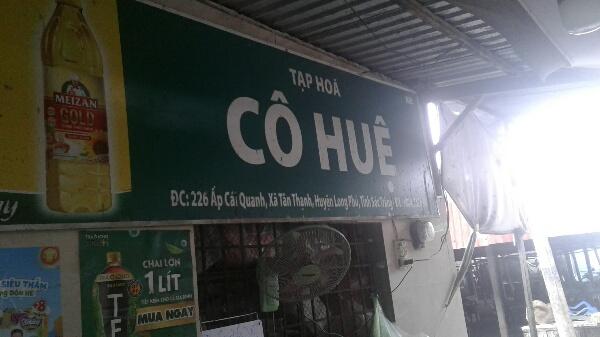 TẠP HOÁ
CÔ HUỆ
ĐC: 226 Ấp Cái Quanh, Xã Tân Thạnh, Huyện Long Phú, Tỉnh Sóc Trăng
MEIZAN
GOLD
SIÊU THẦN
CHAI LỚN
1 LÍT
MUA NGAY